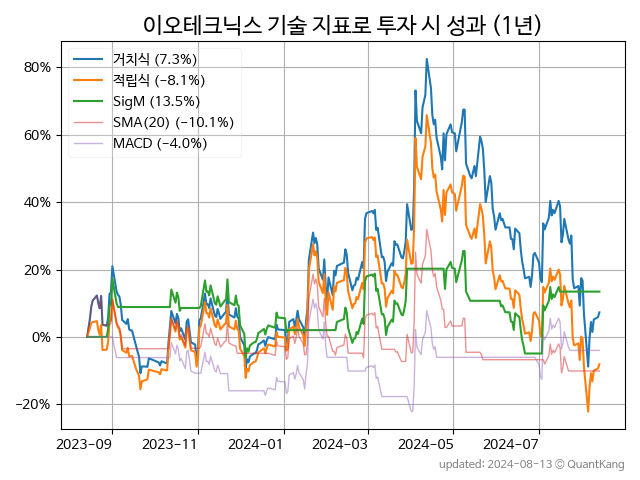 이오테크닉스 기술 지표로 투자 시 성과 (1년)
거치식 (7.3%)
적립식 (−8.1%)
SigM (13.5%)
SMA(20) (−10.1%)
MACD (−4.0%)
80%
60%
40%
20%
0%
−20%
2023-09 2023-11 2024-01 2024-03 2024-05 2024-07
updated: 2024-08-13 © QuantKang